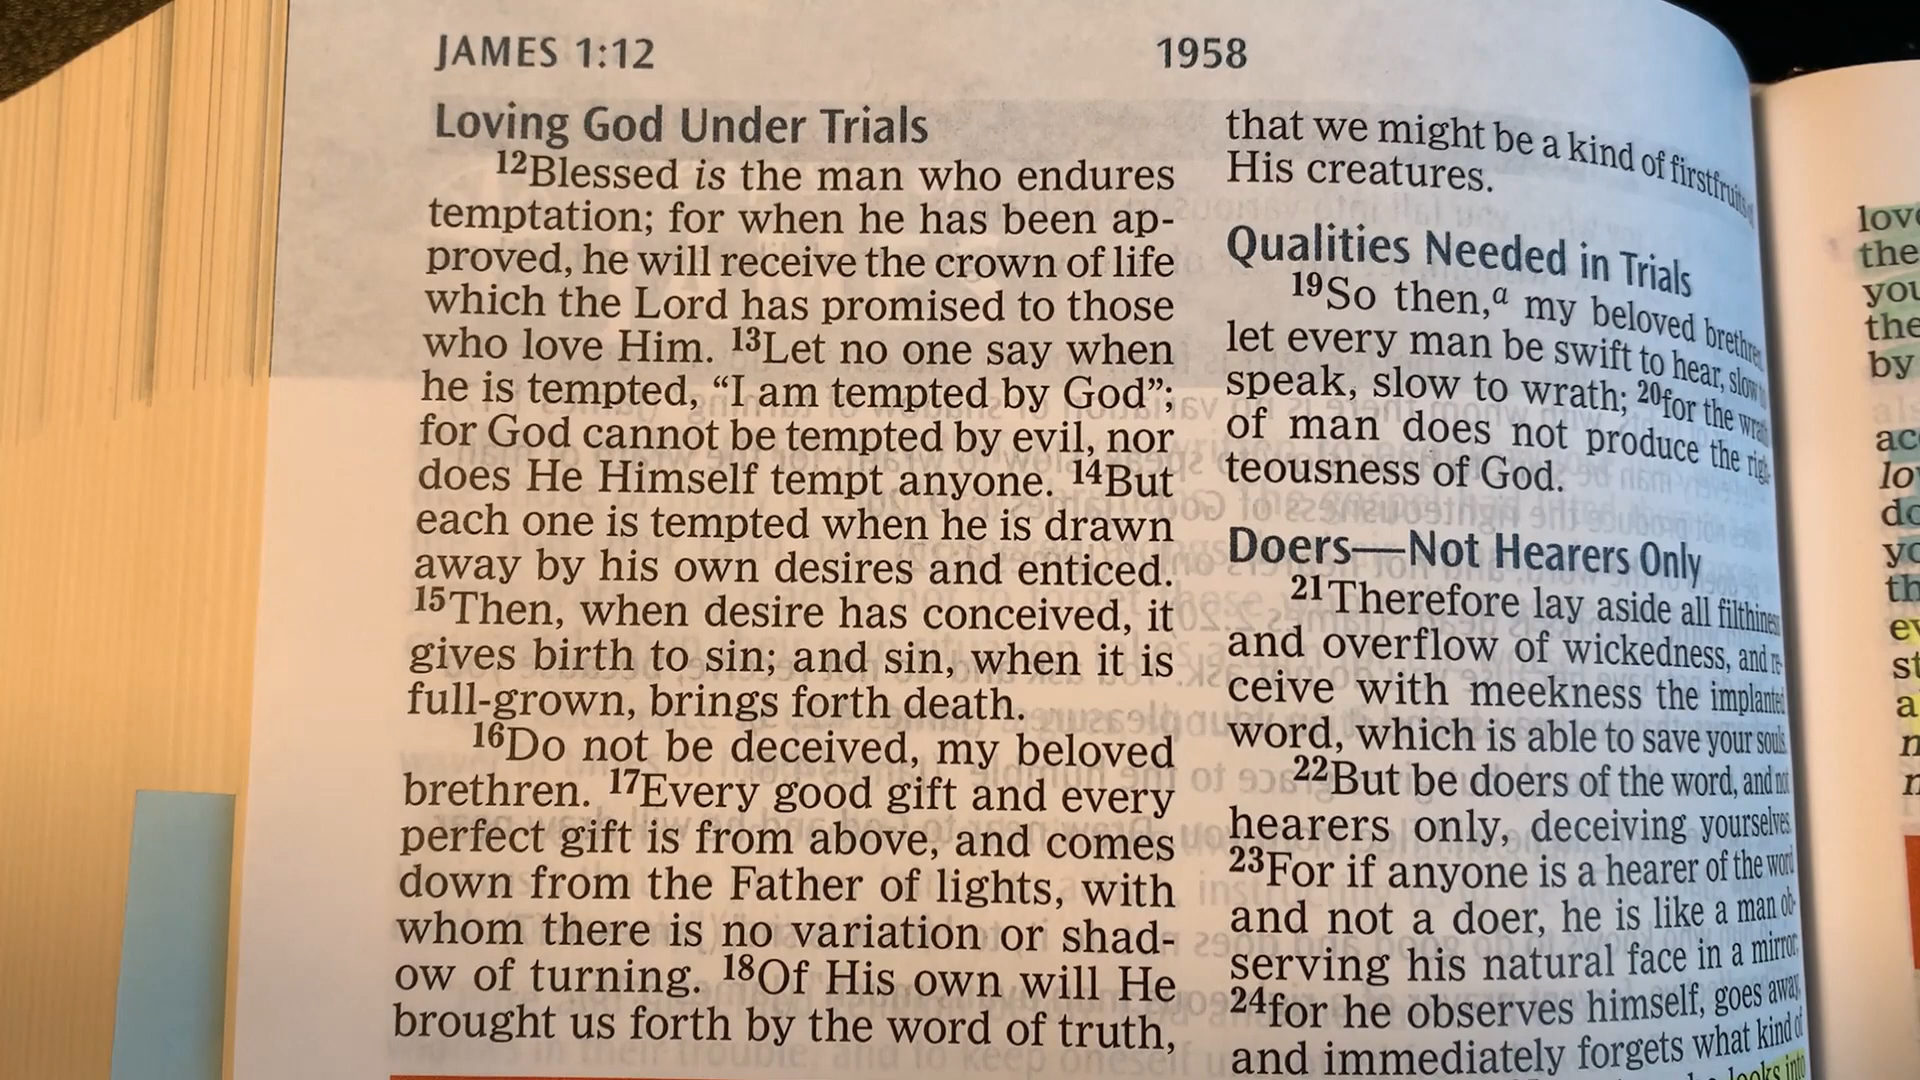 JAMES 1:12
1958
Loving God Under Trials
12Blessed is the man who endures
temptation; for when he has been ap-
proved, he will receive the crown of life
which the Lord has promised to those
who love Him. 13Let no one say when
he is tempted, “I am tempted by God”;
for God cannot be tempted by evil, nor
does He Himself tempt anyone. 14But
each one is tempted when he is drawn
away by his own desires and enticed.
15Then, when desire has conceived, it
gives birth to sin; and sin, when it is
full-grown, brings forth death.
16Do not be deceived, my beloved
brethren. 17Every good gift and every
perfect gift is from above, and comes
down from the Father of lights, with
whom there is no variation or shad-
ow of turning. 18Of His own will He
brought us forth by the word of truth,
that we might be a kind of firstfruits
His creatures.
Qualities Needed in Trials
19So then,a my beloved brethren
let every man be swift to hear, slow
speak, slow to wrath; 20for the wrath
of man does not produce the righ-
teousness of God.
Doers—Not Hearers Only
21Therefore lay aside all filthiness
and overflow of wickedness, and re-
ceive with meekness the implanted
word, which is able to save your souls.
22But be doers of the word, and not
hearers only, deceiving yourselves.
23For if anyone is a hearer of the word
and not a doer, he is like a man ob-
serving his natural face in a mirror;
24for he observes himself, goes away,
and immediately forgets what kind of
looks into
the
you
the
by